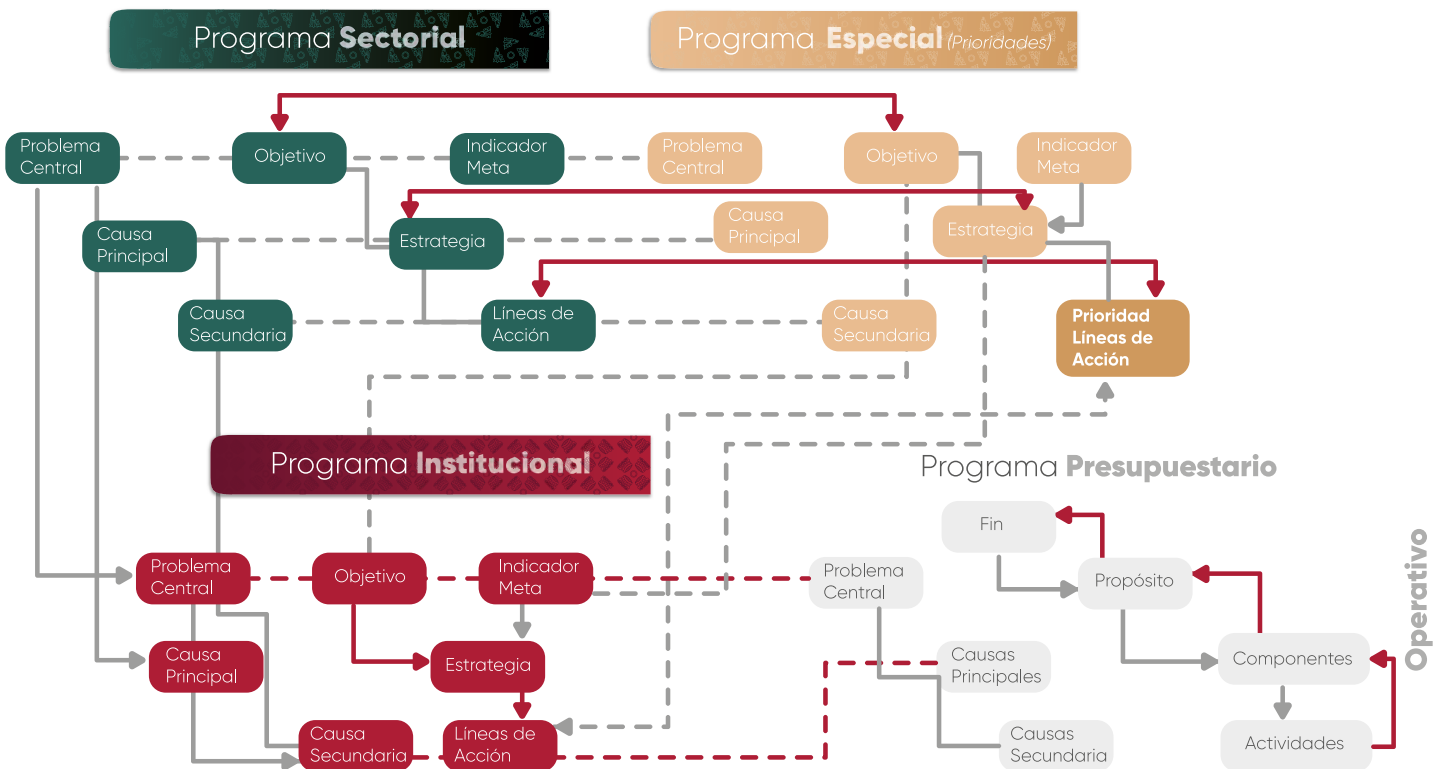 Programa Sectorial
Programa Especial (Prioridades)
Problema
Central
Objetivo
Indicador
Meta
Problema
Central
Objetivo
Indicador
Meta
Causa
Principal
Estrategia
Causa
Principal
Estrategia
Causa
Secundaria
Líneas de
Acción
Causa
Secundaria
Prioridad
Líneas de
Acción
Programa Institucional
Programa Presupuestario
Fin
Problema
Central
Objetivo
Indicador
Meta
Problema
Central
Propósito
Operativo
Causa
Principal
Estrategia
Causas
Principales
Componentes
Causa
Secundaria
Líneas de
Acción
Causas
Secundaria
Actividades